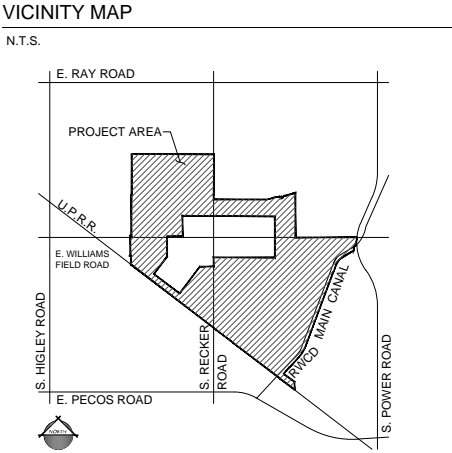 VICINITY MAP
N.T.S.
E. RAY ROAD
PROJECT AREA
U.P.R.R.
E. WILLIAMS
FIELD ROAD
S. HIGLEY ROAD
S. RECKER
ROAD
RWCD MAIN CANAL
S. POWER ROAD
E. PECOS ROAD
NORTH